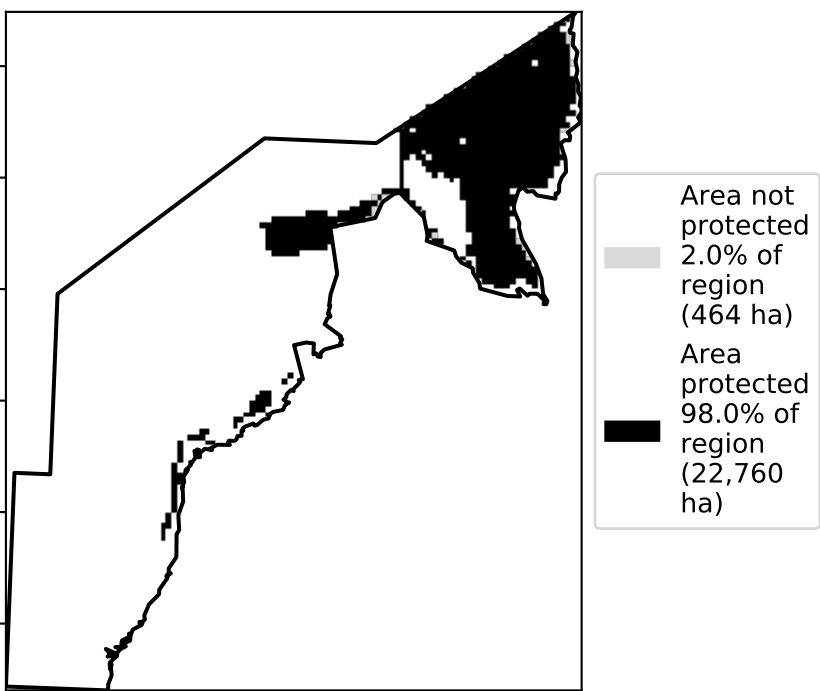 Area not
protected
2.0% of
region
(464 ha)
Area
protected
98.0% of
region
(22,760
ha)